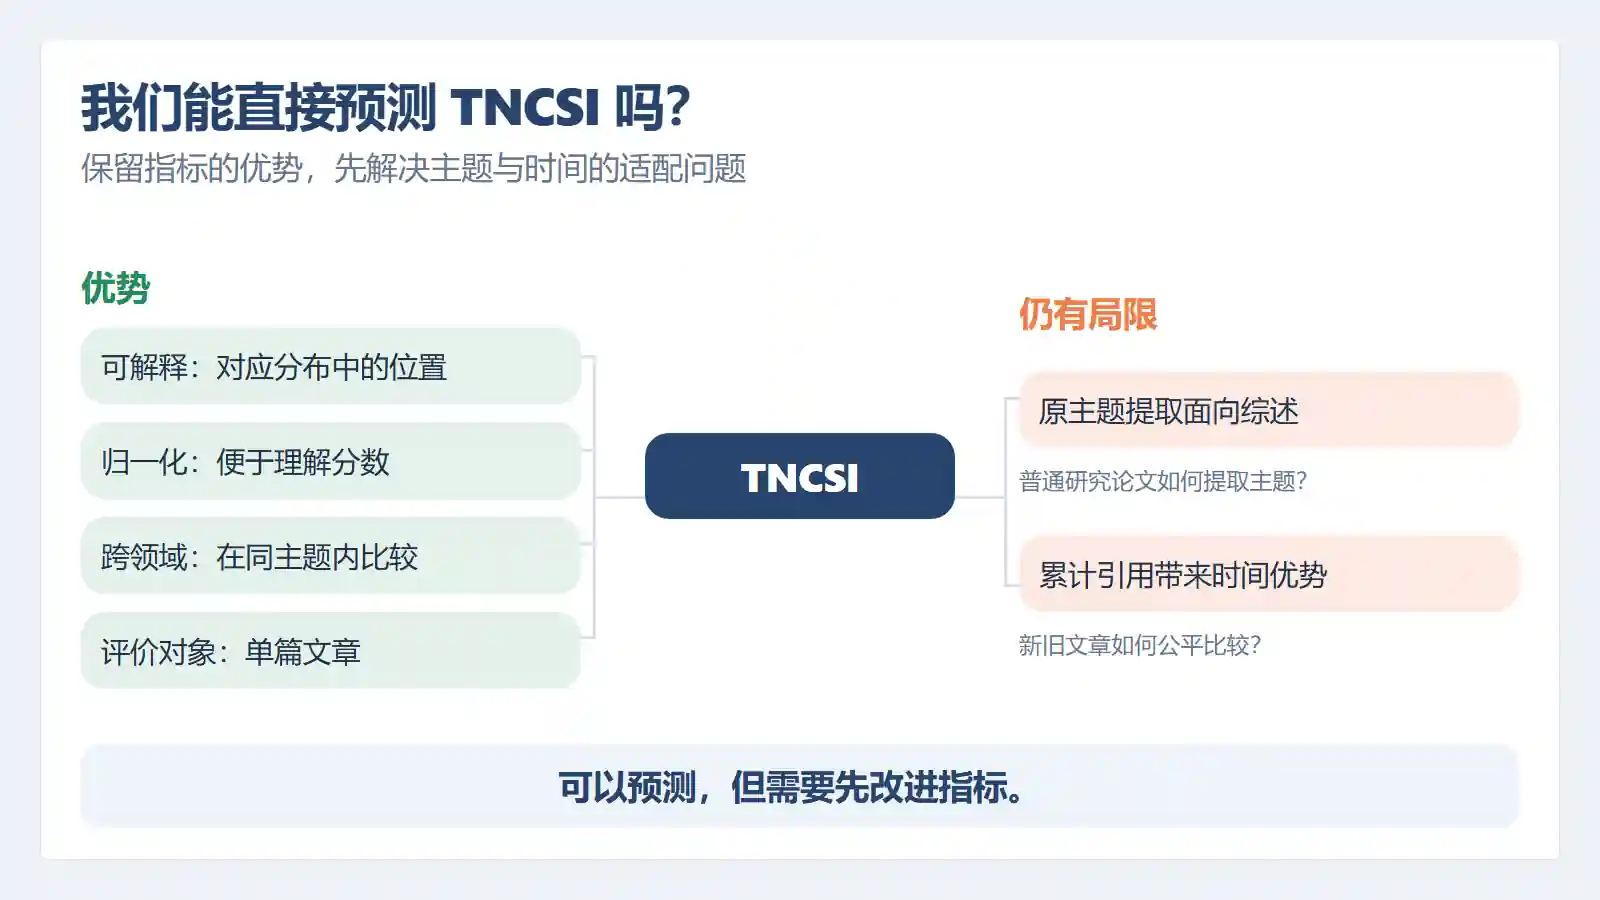 我们能直接预测 TNCSI 吗？
保留指标的优势，先解决主题与时间的适配问题
优势
可解释：对应分布中的位置
归一化：便于理解分数
跨领域：在同主题内比较
评价对象：单篇文章
TNCSI
仍有局限
原主题提取面向综述
普通研究论文如何提取主题？
累计引用带来时间优势
新旧文章如何公平比较？
可以预测，但需要先改进指标。